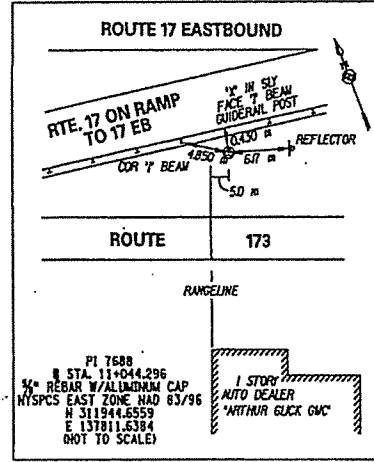 ROUTE 17 EASTBOUND
RTE. 17 ON RAMP
TO 17 EB
"X" IN SLY
FACE "I" BEAM
GUIDERAIL POST
0.430 m
REFLECTOR
4.850 m
6.17 m
COR "I" BEAM
5.0 m
ROUTE 173
RANGELINE
PI 7688
STA. 11+044.296
REBAR W/ALUMINUM CAP
NYSPCS EAST ZONE NAD 83/96
N 311944.6559
E 137811.6384
(NOT TO SCALE)
1 STORY
AUTO DEALER
"ARTHUR GLICK GMC"